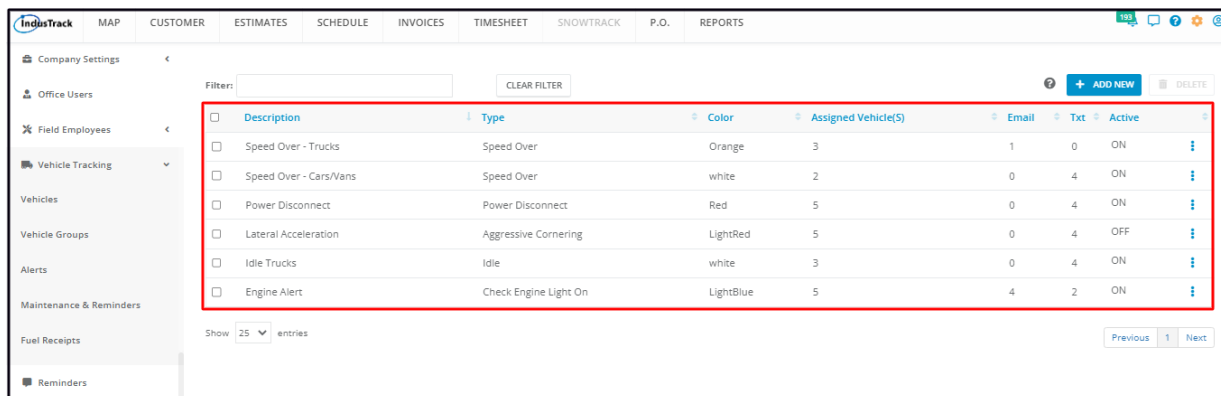 IndusTrack MAP CUSTOMER ESTIMATES SCHEDULE INVOICES TIMESHEET SNOWTRACK P.O. REPORTS 193
Company Settings
Office Users
Field Employees
Vehicle Tracking
Vehicles
Vehicle Groups
Alerts
Maintenance & Reminders
Fuel Receipts
Reminders
Filter: CLEAR FILTER + ADD NEW DELETE
Description Type Color Assigned Vehicle(S) Email Txt Active
Speed Over - Trucks Speed Over Orange 3 1 0 ON
Speed Over - Cars/Vans Speed Over white 2 0 4 ON
Power Disconnect Power Disconnect Red 5 0 4 ON
Lateral Acceleration Aggressive Cornering LightRed 5 0 4 OFF
Idle Trucks Idle white 3 0 4 ON
Engine Alert Check Engine Light On LightBlue 5 4 2 ON
Show 25 entries
Previous 1 Next